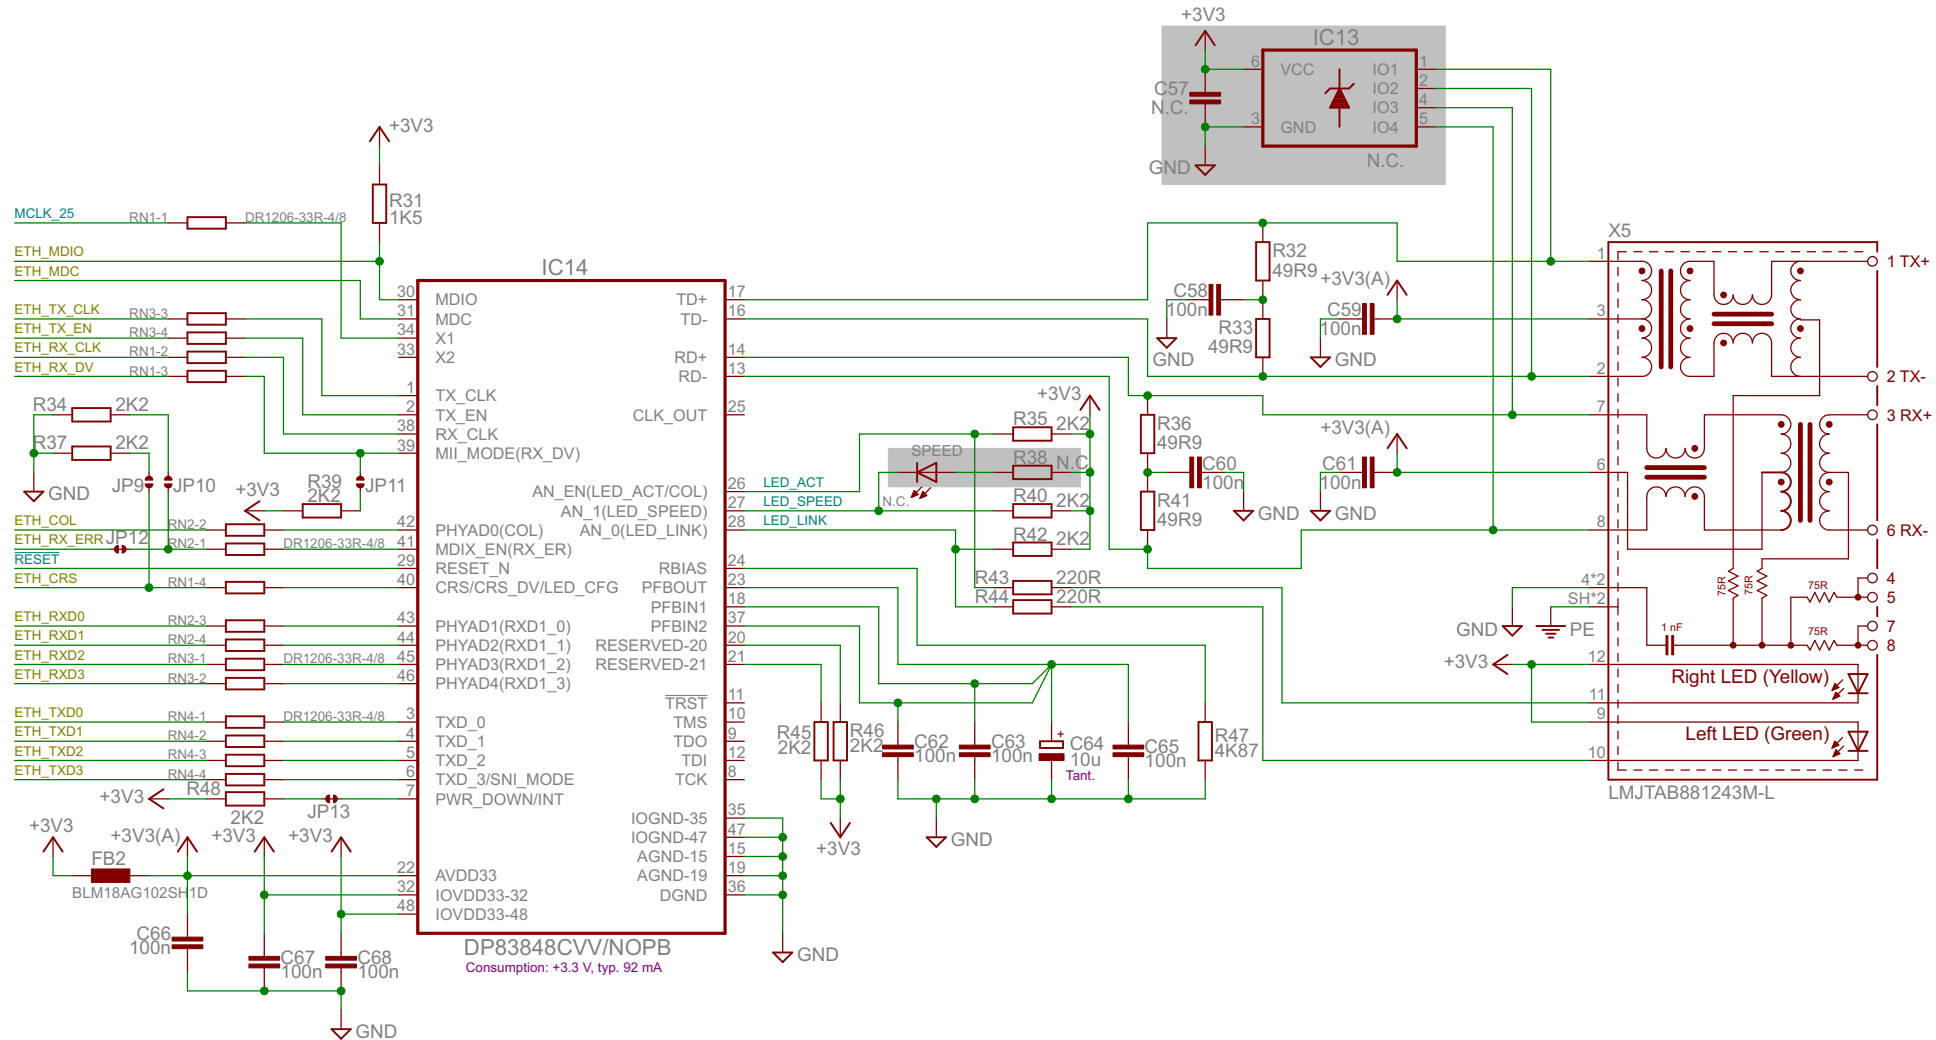 +3V3
IC13
6 VCC IO1 1
IO2 2
C57
N.C.
IO3 4
3 GND IO4 5
N.C.
GND
+3V3
R31
1K5
MCLK_25 RN1-1 DR1206-33R-4/8
ETH_MDIO
ETH_MDC
ETH_TX_CLK RN3-3
ETH_TX_EN RN3-4
ETH_RX_CLK RN1-2
ETH_RX_DV RN1-3
R34 2K2
R37 2K2
GND
JP9 JP10
+3V3
R39
2K2
JP11
ETH_COL RN2-2
ETH_RX_ERR JP12 RN2-1 DR1206-33R-4/8
RESET
ETH_CRS RN1-4
ETH_RXD0 RN2-3
ETH_RXD1 RN2-4
ETH_RXD2 RN3-1 DR1206-33R-4/8
ETH_RXD3 RN3-2
ETH_TXD0 RN4-1 DR1206-33R-4/8
ETH_TXD1 RN4-2
ETH_TXD2 RN4-3
ETH_TXD3 RN4-4
+3V3 R48
2K2
JP13
+3V3 +3V3(A) +3V3 +3V3
FB2
BLM18AG102SH1D
C66
100n
C67
100n
C68
100n
GND
IC14
30 MDIO
31 MDC
34 X1
33 X2
1 TX_CLK
2 TX_EN
38 RX_CLK
39 MII_MODE(RX_DV)
42 PHYAD0(COL)
41 MDIX_EN(RX_ER)
29 RESET_N
40 CRS/CRS_DV/LED_CFG
43 PHYAD1(RXD1_0)
44 PHYAD2(RXD1_1)
45 PHYAD3(RXD1_2)
46 PHYAD4(RXD1_3)
3 TXD_0
4 TXD_1
5 TXD_2
6 TXD_3/SNI_MODE
7 PWR_DOWN/INT
22 AVDD33
32 IOVDD33-32
48 IOVDD33-48
TD+ 17
TD- 16
RD+ 14
RD- 13
CLK_OUT 25
AN_EN(LED_ACT/COL) 26 LED_ACT
AN_1(LED_SPEED) 27 LED_SPEED
AN_0(LED_LINK) 28 LED_LINK
RBIAS 24
PFBOUT 23
PFBIN1 18
PFBIN2 37
RESERVED-20 20
RESERVED-21 21
TRST 11
TMS 10
TDO 9
TDI 12
TCK 8
IOGND-35 35
IOGND-47 47
AGND-15 15
AGND-19 19
DGND 36
DP83848CVV/NOPB
Consumption: +3.3 V, typ. 92 mA
GND
+3V3
R35 2K2
SPEED
R38 N.C.
N.C.
R40 2K2
R42 2K2
R43 220R
R44 220R
R45
2K2
R46
2K2
+3V3
C62
100n
C63
100n
C64
10u
+
Tant.
C65
100n
R47
4K87
GND
R32
49R9
C58
100n
GND
R33
49R9
+3V3(A)
C59
100n
GND
R36
49R9
C60
100n
GND
R41
49R9
+3V3(A)
C61
100n
GND
X5
1
3
2
7
6
8
4*2
SH*2
GND
PE
+3V3
12
11
9
10
1 TX+
2 TX-
3 RX+
6 RX-
4
5
7
8
75R
75R
75R
75R
1 nF
Right LED (Yellow)
Left LED (Green)
LMJTAB881243M-L